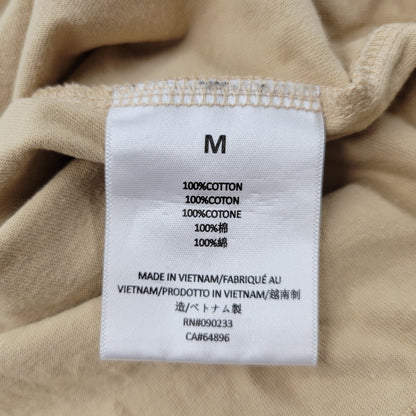 M
100%COTTON
100%COTON
100%COTONE
100%棉
100%綿
MADE IN VIETNAM/FABRIQUÉ AU
VIETNAM/PRODOTTO IN VIETNAM/越南制
造/ベトナム製
RN#090233
CA#64896